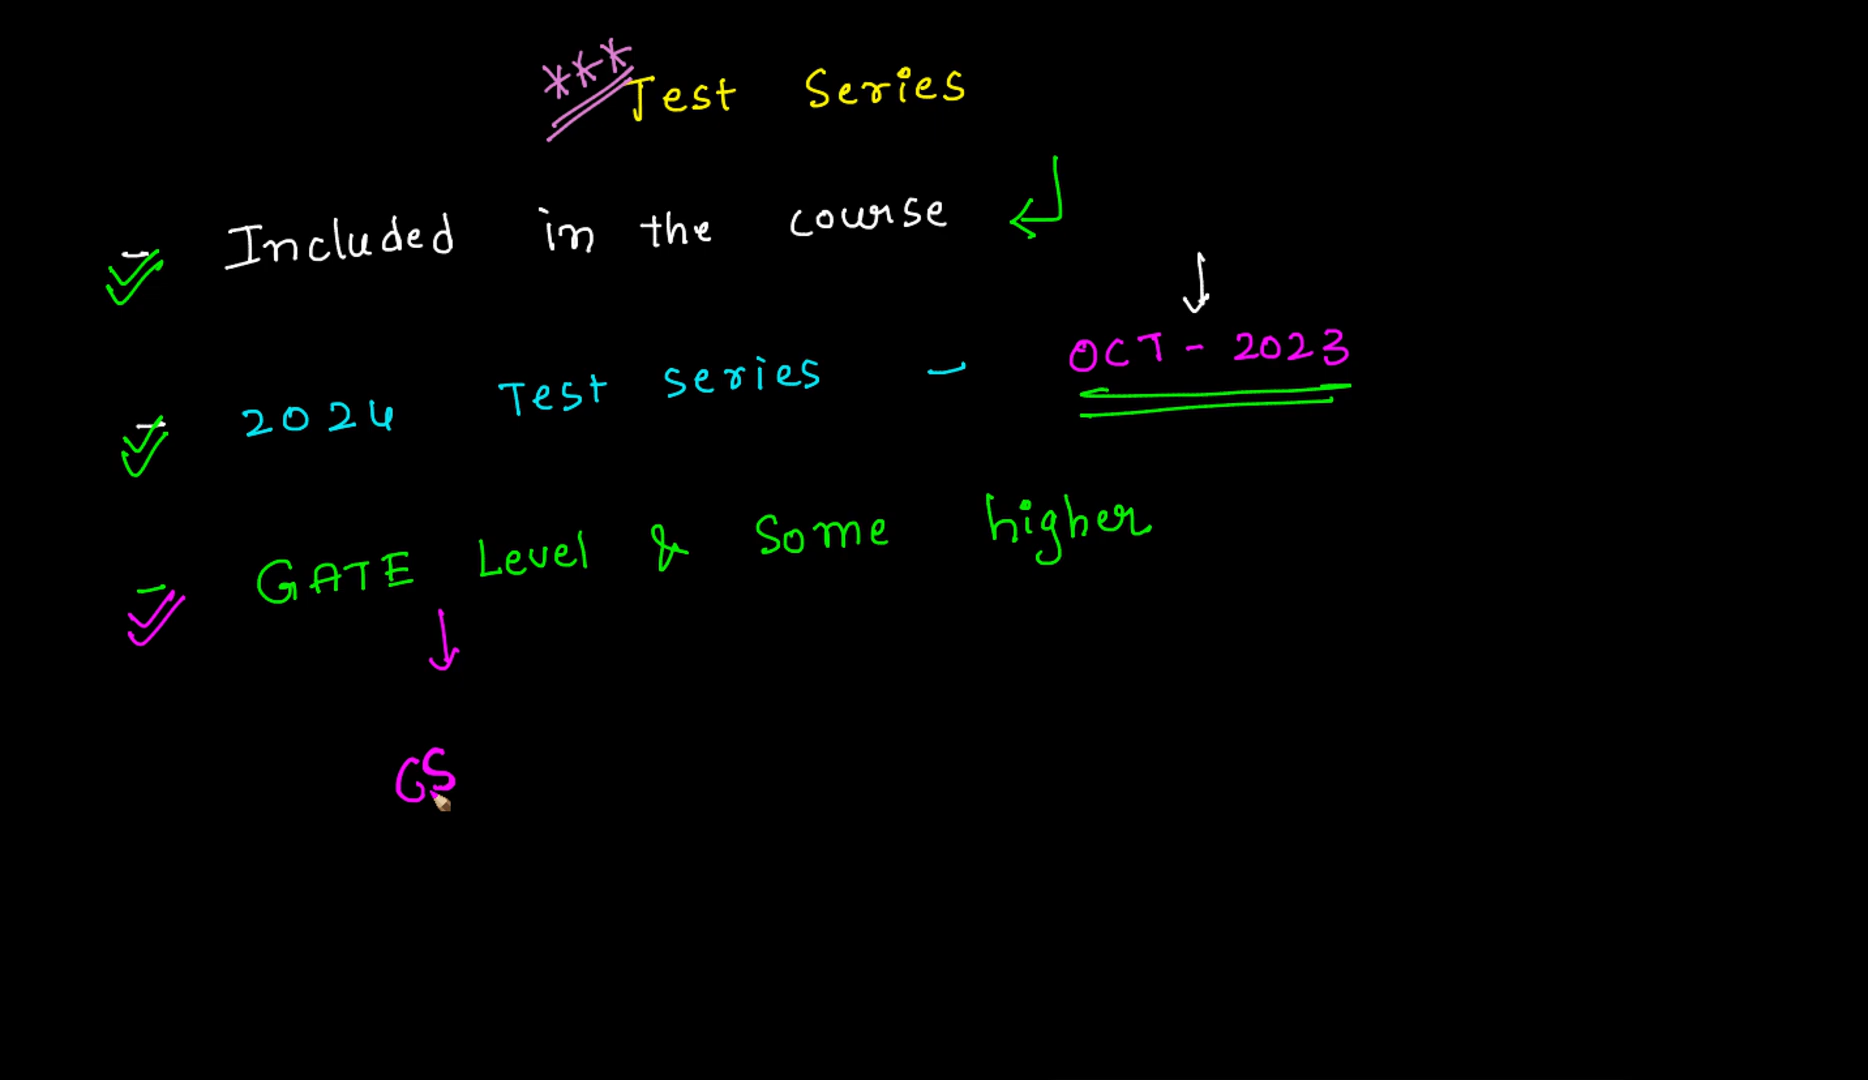 *** Test Series
- Included in the course
- 2024 Test series - OCT - 2023
- GATE Level & Some higher
GS